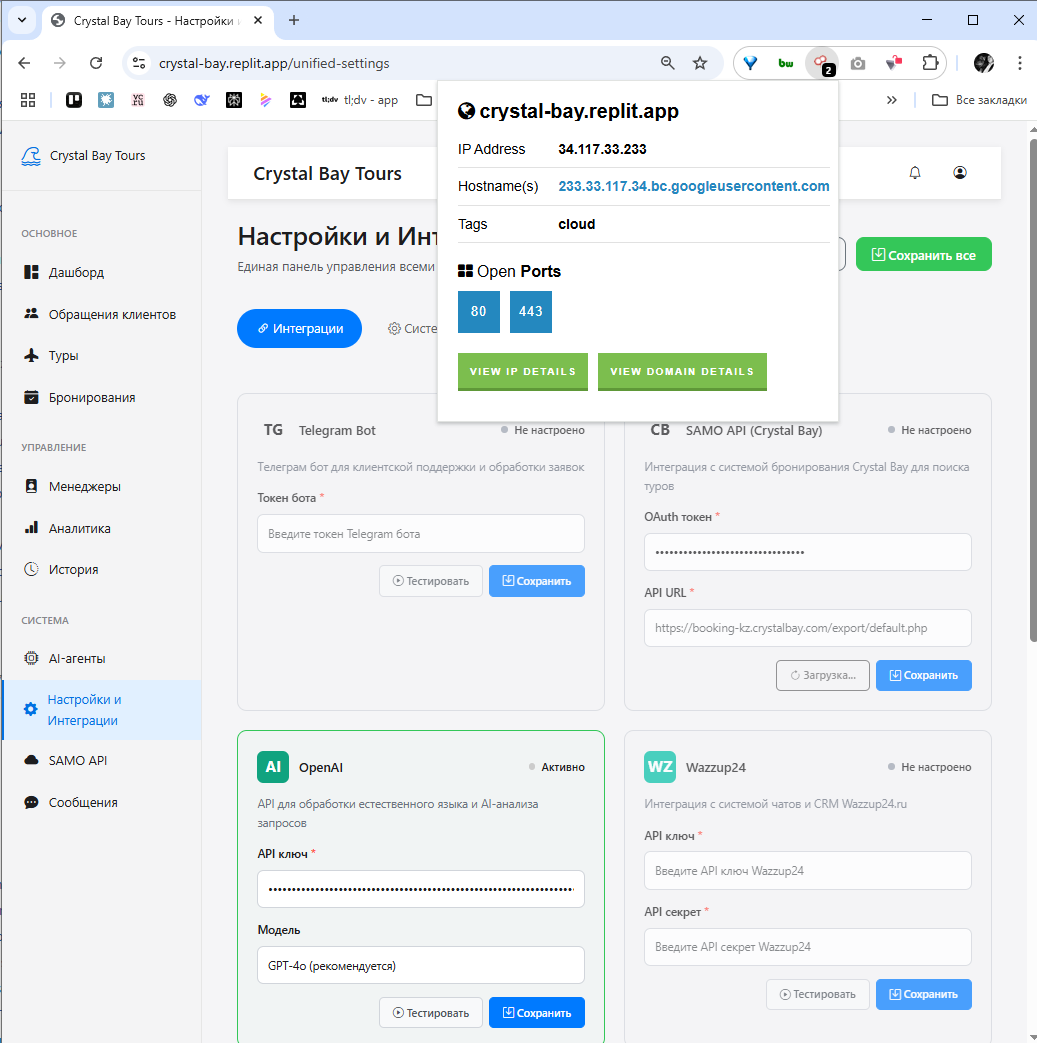 Crystal Bay Tours - Настройки и
crystal-bay.replit.app/unified-settings
2
bw
tl;dv
tl;dv - app
Все закладки
crystal-bay.replit.app
IP Address 34.117.33.233
Hostname(s) 233.33.117.34.bc.googleusercontent.com
Tags cloud
Open Ports
80 443
VIEW IP DETAILS VIEW DOMAIN DETAILS
Crystal Bay Tours
ОСНОВНОЕ
Дашборд
Обращения клиентов
Туры
Бронирования
УПРАВЛЕНИЕ
Менеджеры
Аналитика
История
СИСТЕМА
AI-агенты
Настройки и
Интеграции
SAMO API
Сообщения
Crystal Bay Tours
Настройки и Инт
Единая панель управления всеми
Сохранить все
Интеграции
Систе
TG Telegram Bot Не настроено
Телеграм бот для клиентской поддержки и обработки заявок
Токен бота *
Введите токен Telegram бота
Тестировать Сохранить
CB SAMO API (Crystal Bay) Не настроено
Интеграция с системой бронирования Crystal Bay для поиска
туров
OAuth токен *
••••••••••••••••••••••••••••••••
API URL *
https://booking-kz.crystalbay.com/export/default.php
Загрузка... Сохранить
AI OpenAI Активно
API для обработки естественного языка и AI-анализа
запросов
API ключ *
Модель
GPT-4o (рекомендуется)
Тестировать Сохранить
WZ Wazzup24 Не настроено
Интеграция с системой чатов и CRM Wazzup24.ru
API ключ *
Введите API ключ Wazzup24
API секрет *
Введите API секрет Wazzup24
Тестировать Сохранить